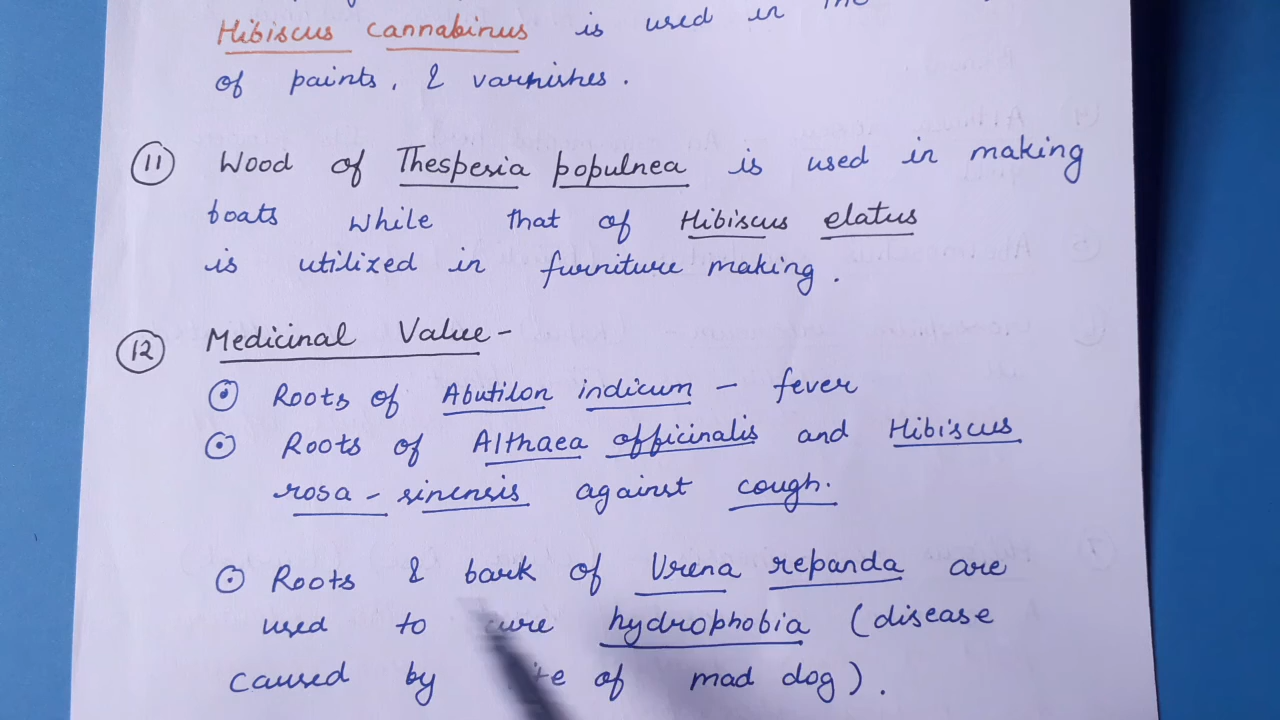 Hibiscus cannabinus is used in the
of paints, & varnishes.
11 Wood of Thespesia populnea is used in making
boats while that of Hibiscus elatus
is utilized in furniture making.
12 Medicinal Value -
Roots of Abutilon indicum - fever
Roots of Althaea officinalis and Hibiscus
rosa - sinensis against cough.
Roots & bark of Urena repanda are
used to cure hydrophobia (disease
caused by of mad dog).